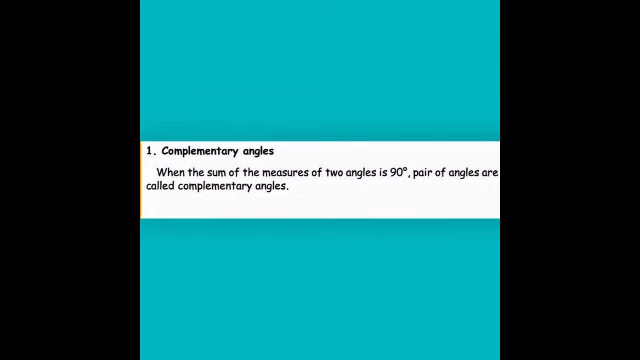 1. Complementary angles
When the sum of the measures of two angles is 90°, pair of angles are
called complementary angles.